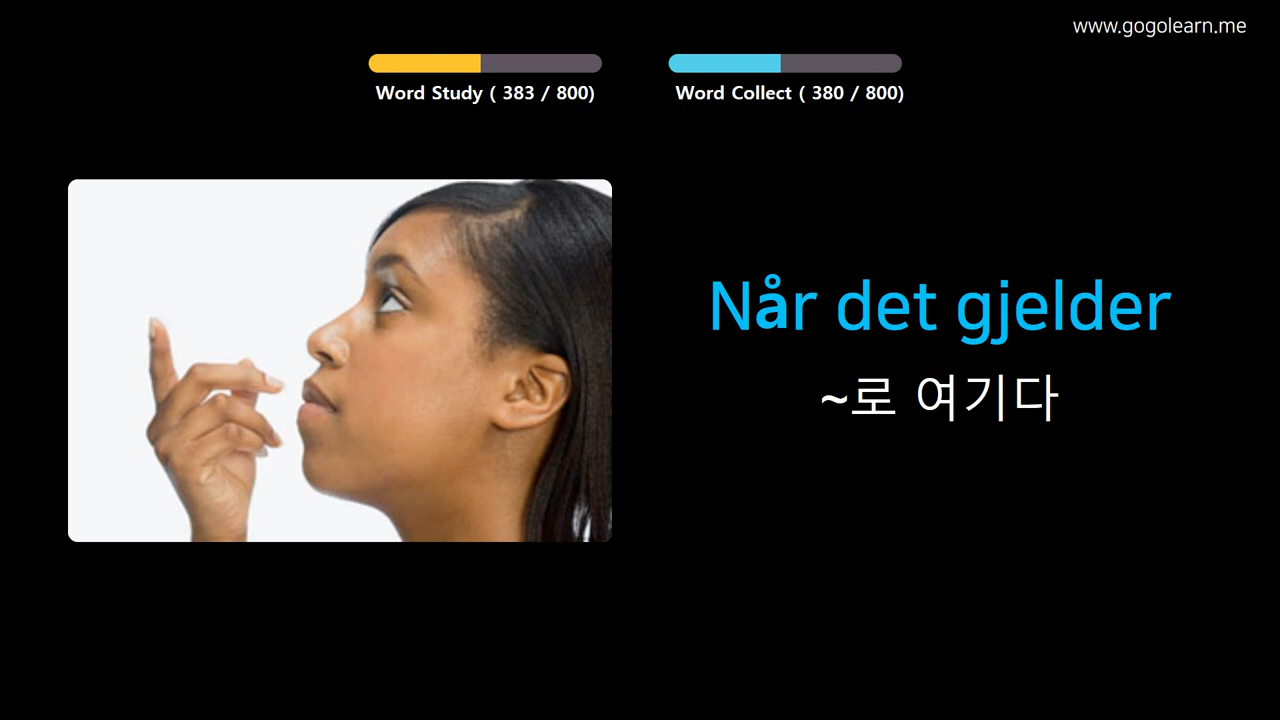 www.gogolearn.me
Word Study ( 383 / 800)
Word Collect ( 380 / 800)
Når det gjelder
~로 여기다